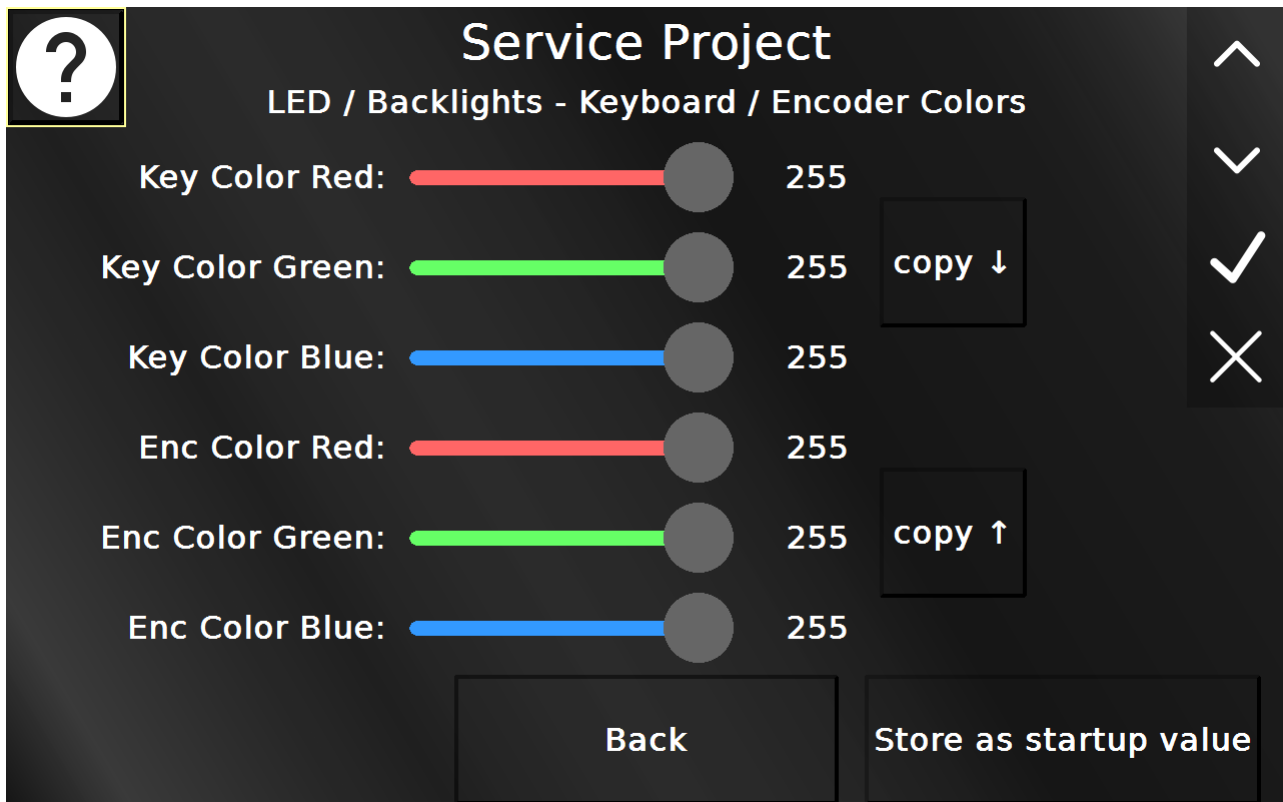 ?
Service Project
LED / Backlights - Keyboard / Encoder Colors
Key Color Red: 255
Key Color Green: 255
copy ↓
Key Color Blue: 255
Enc Color Red: 255
Enc Color Green: 255
copy ↑
Enc Color Blue: 255
Back
Store as startup value